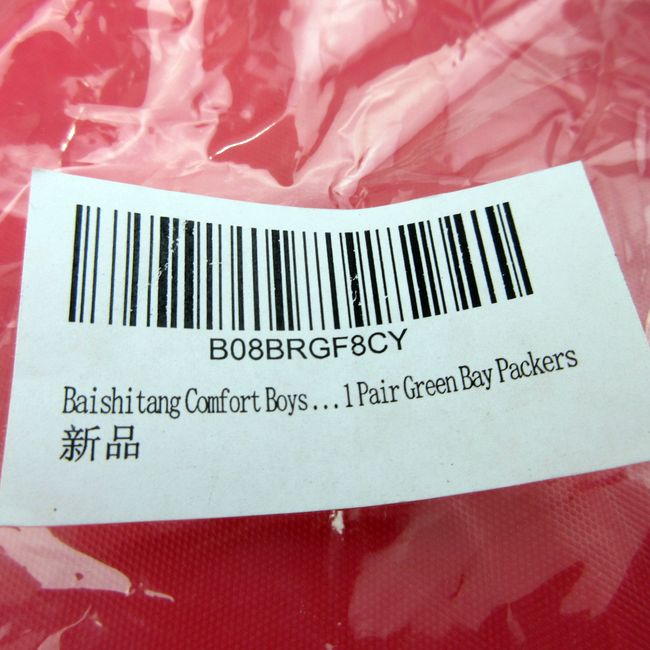 B08BRGF8CY
Baishitang Comfort Boys...1 Pair Green Bay Packers
新品